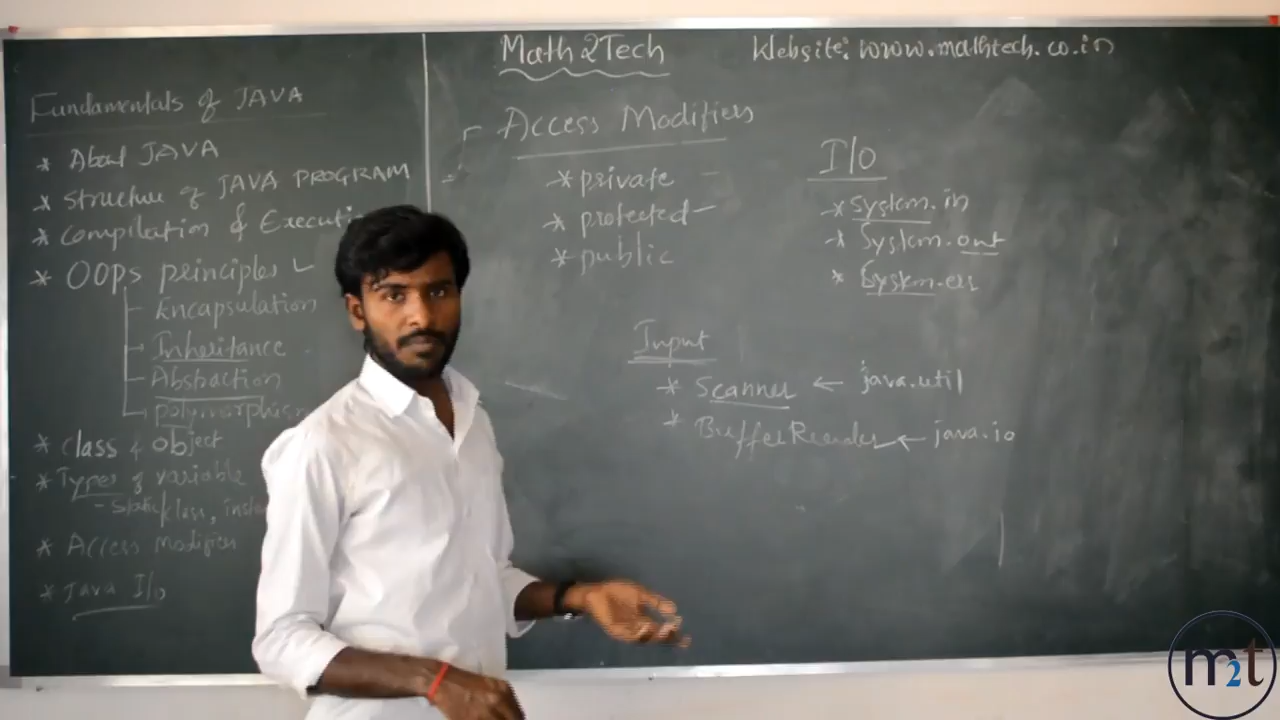 Math2Tech
Website: www.mathtech.co.in
Fundamentals of JAVA
* About JAVA
* Structure of JAVA PROGRAM
* Compilation & Executi
* OOPs principles
Encapsulation
Inheritance
Abstaction
polymorphism
* class & object
* Types of variable
- Static class, insta
* Access Modifiers
* Java I/o
Access Modifiers
* private -
* protected -
* public
I/o
* System.in
* System.out
* System.err
Input
* Scanner ← java.util
* BufferReader ← java.io
m2t